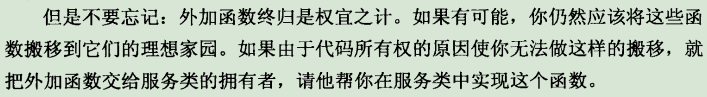 但是不要忘记：外加函数终归是权宜之计。如果有可能，你仍然应该将这些函
数搬移到它们的理想家园。如果由于代码所有权的原因使你无法做这样的搬移，就
把外加函数交给服务类的拥有者，请他帮你在服务类中实现这个函数。